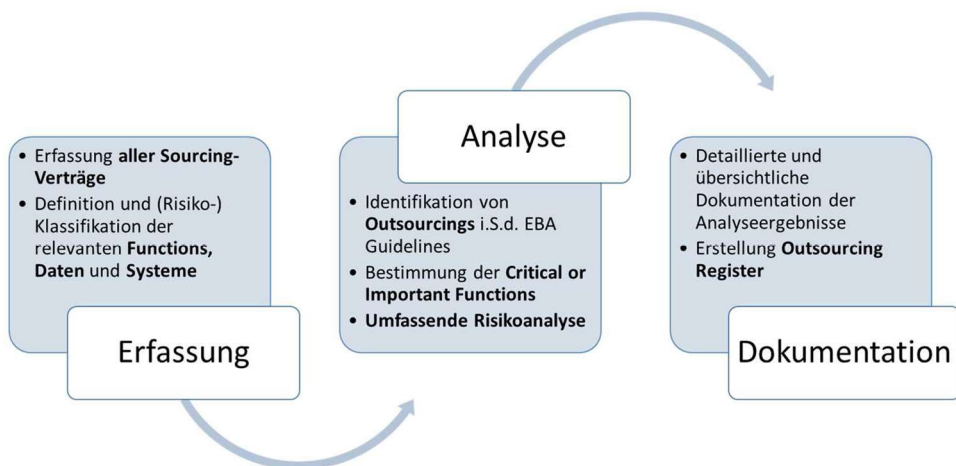 • Erfassung aller Sourcing-
Verträge
• Definition und (Risiko-)
Klassifikation der
relevanten Functions,
Daten und Systeme
Erfassung
Analyse
• Identifikation von
Outsourcings i.S.d. EBA
Guidelines
• Bestimmung der Critical or
Important Functions
• Umfassende Risikoanalyse
• Detaillierte und
übersichtliche
Dokumentation der
Analyseergebnisse
• Erstellung Outsourcing
Register
Dokumentation